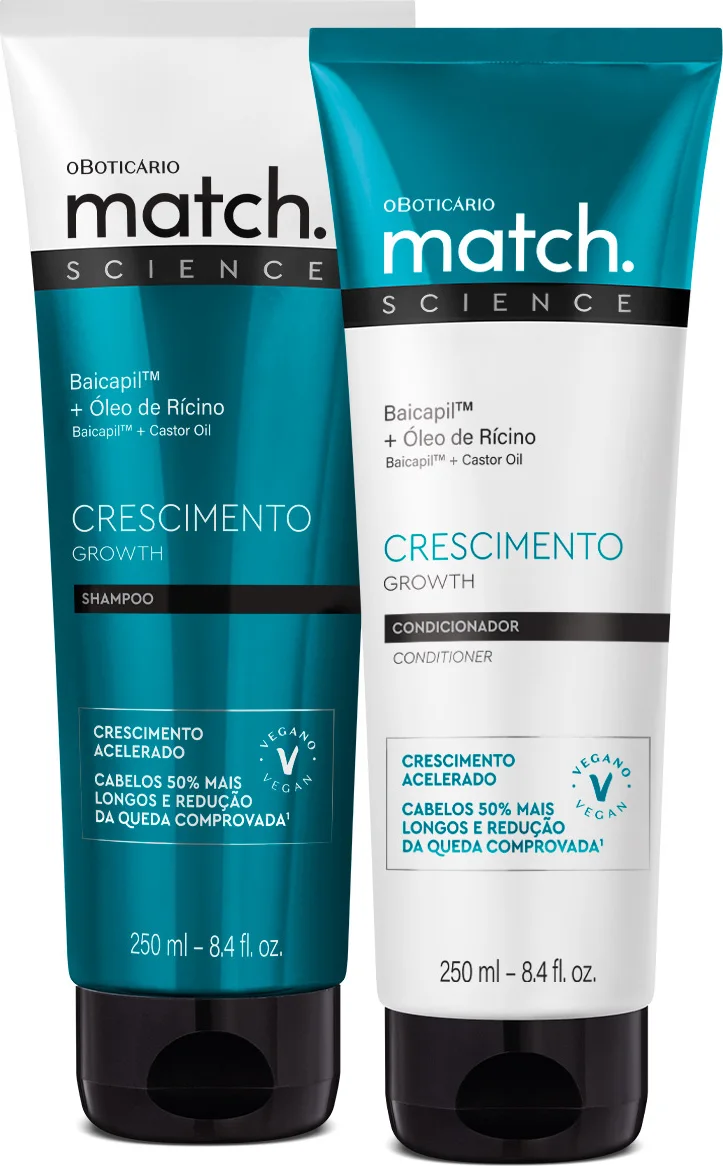 oBOTICÁRIO
match.
SCIENCE
Baicapil™
+ Óleo de Rícino
Baicapil™ + Castor Oil
CRESCIMENTO
GROWTH
SHAMPOO
CRESCIMENTO
ACELERADO
CABELOS 50% MAIS
LONGOS E REDUÇÃO
DA QUEDA COMPROVADA¹
VEGANO
V
VEGAN
250 ml – 8.4 fl. oz.
oBOTICÁRIO
match.
SCIENCE
Baicapil™
+ Óleo de Rícino
Baicapil™ + Castor Oil
CRESCIMENTO
GROWTH
CONDICIONADOR
CONDITIONER
CRESCIMENTO
ACELERADO
CABELOS 50% MAIS
LONGOS E REDUÇÃO
DA QUEDA COMPROVADA¹
VEGANO
V
VEGAN
250 ml – 8.4 fl. oz.